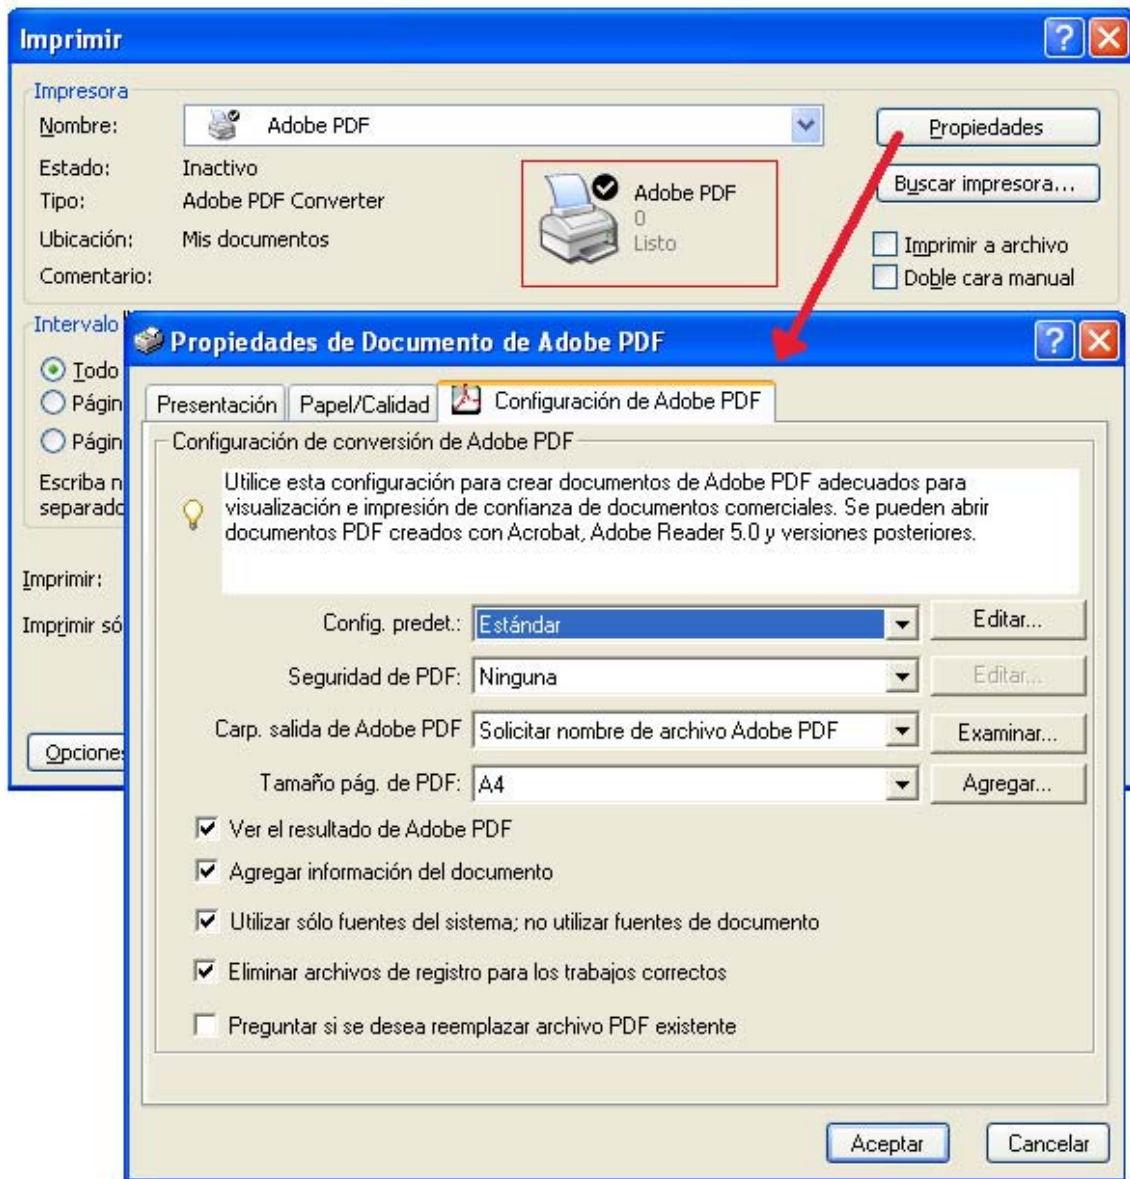 Imprimir
Impresora
Nombre: Adobe PDF Propiedades
Estado: Inactivo
Tipo: Adobe PDF Converter
Ubicación: Mis documentos
Comentario:
Adobe PDF
0
Listo
Buscar impresora...
Imprimir a archivo
Doble cara manual
Intervalo
Todo
Págin
Págin
Escriba n
separado
Imprimir:
Imprimir só
Opciones
Propiedades de Documento de Adobe PDF
Presentación Papel/Calidad Configuración de Adobe PDF
Configuración de conversión de Adobe PDF
Utilice esta configuración para crear documentos de Adobe PDF adecuados para
visualización e impresión de confianza de documentos comerciales. Se pueden abrir
documentos PDF creados con Acrobat, Adobe Reader 5.0 y versiones posteriores.
Config. predet.: Estándar Editar...
Seguridad de PDF: Ninguna Editar...
Carp. salida de Adobe PDF Solicitar nombre de archivo Adobe PDF Examinar...
Tamaño pág. de PDF: A4 Agregar...
Ver el resultado de Adobe PDF
Agregar información del documento
Utilizar sólo fuentes del sistema; no utilizar fuentes de documento
Eliminar archivos de registro para los trabajos correctos
Preguntar si se desea reemplazar archivo PDF existente
Aceptar Cancelar